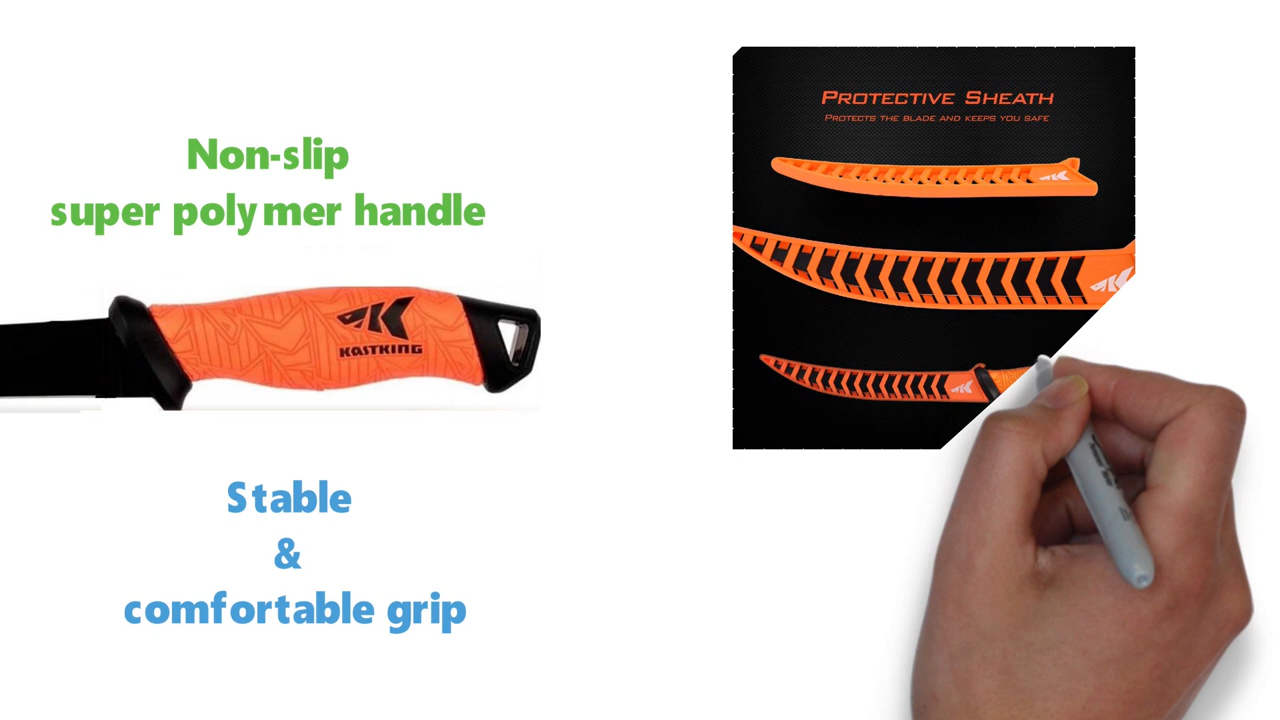 Non-slip
super polymer handle
KastKing
Stable
&
comfortable grip
Protective Sheath
Protects the blade and keeps you safe